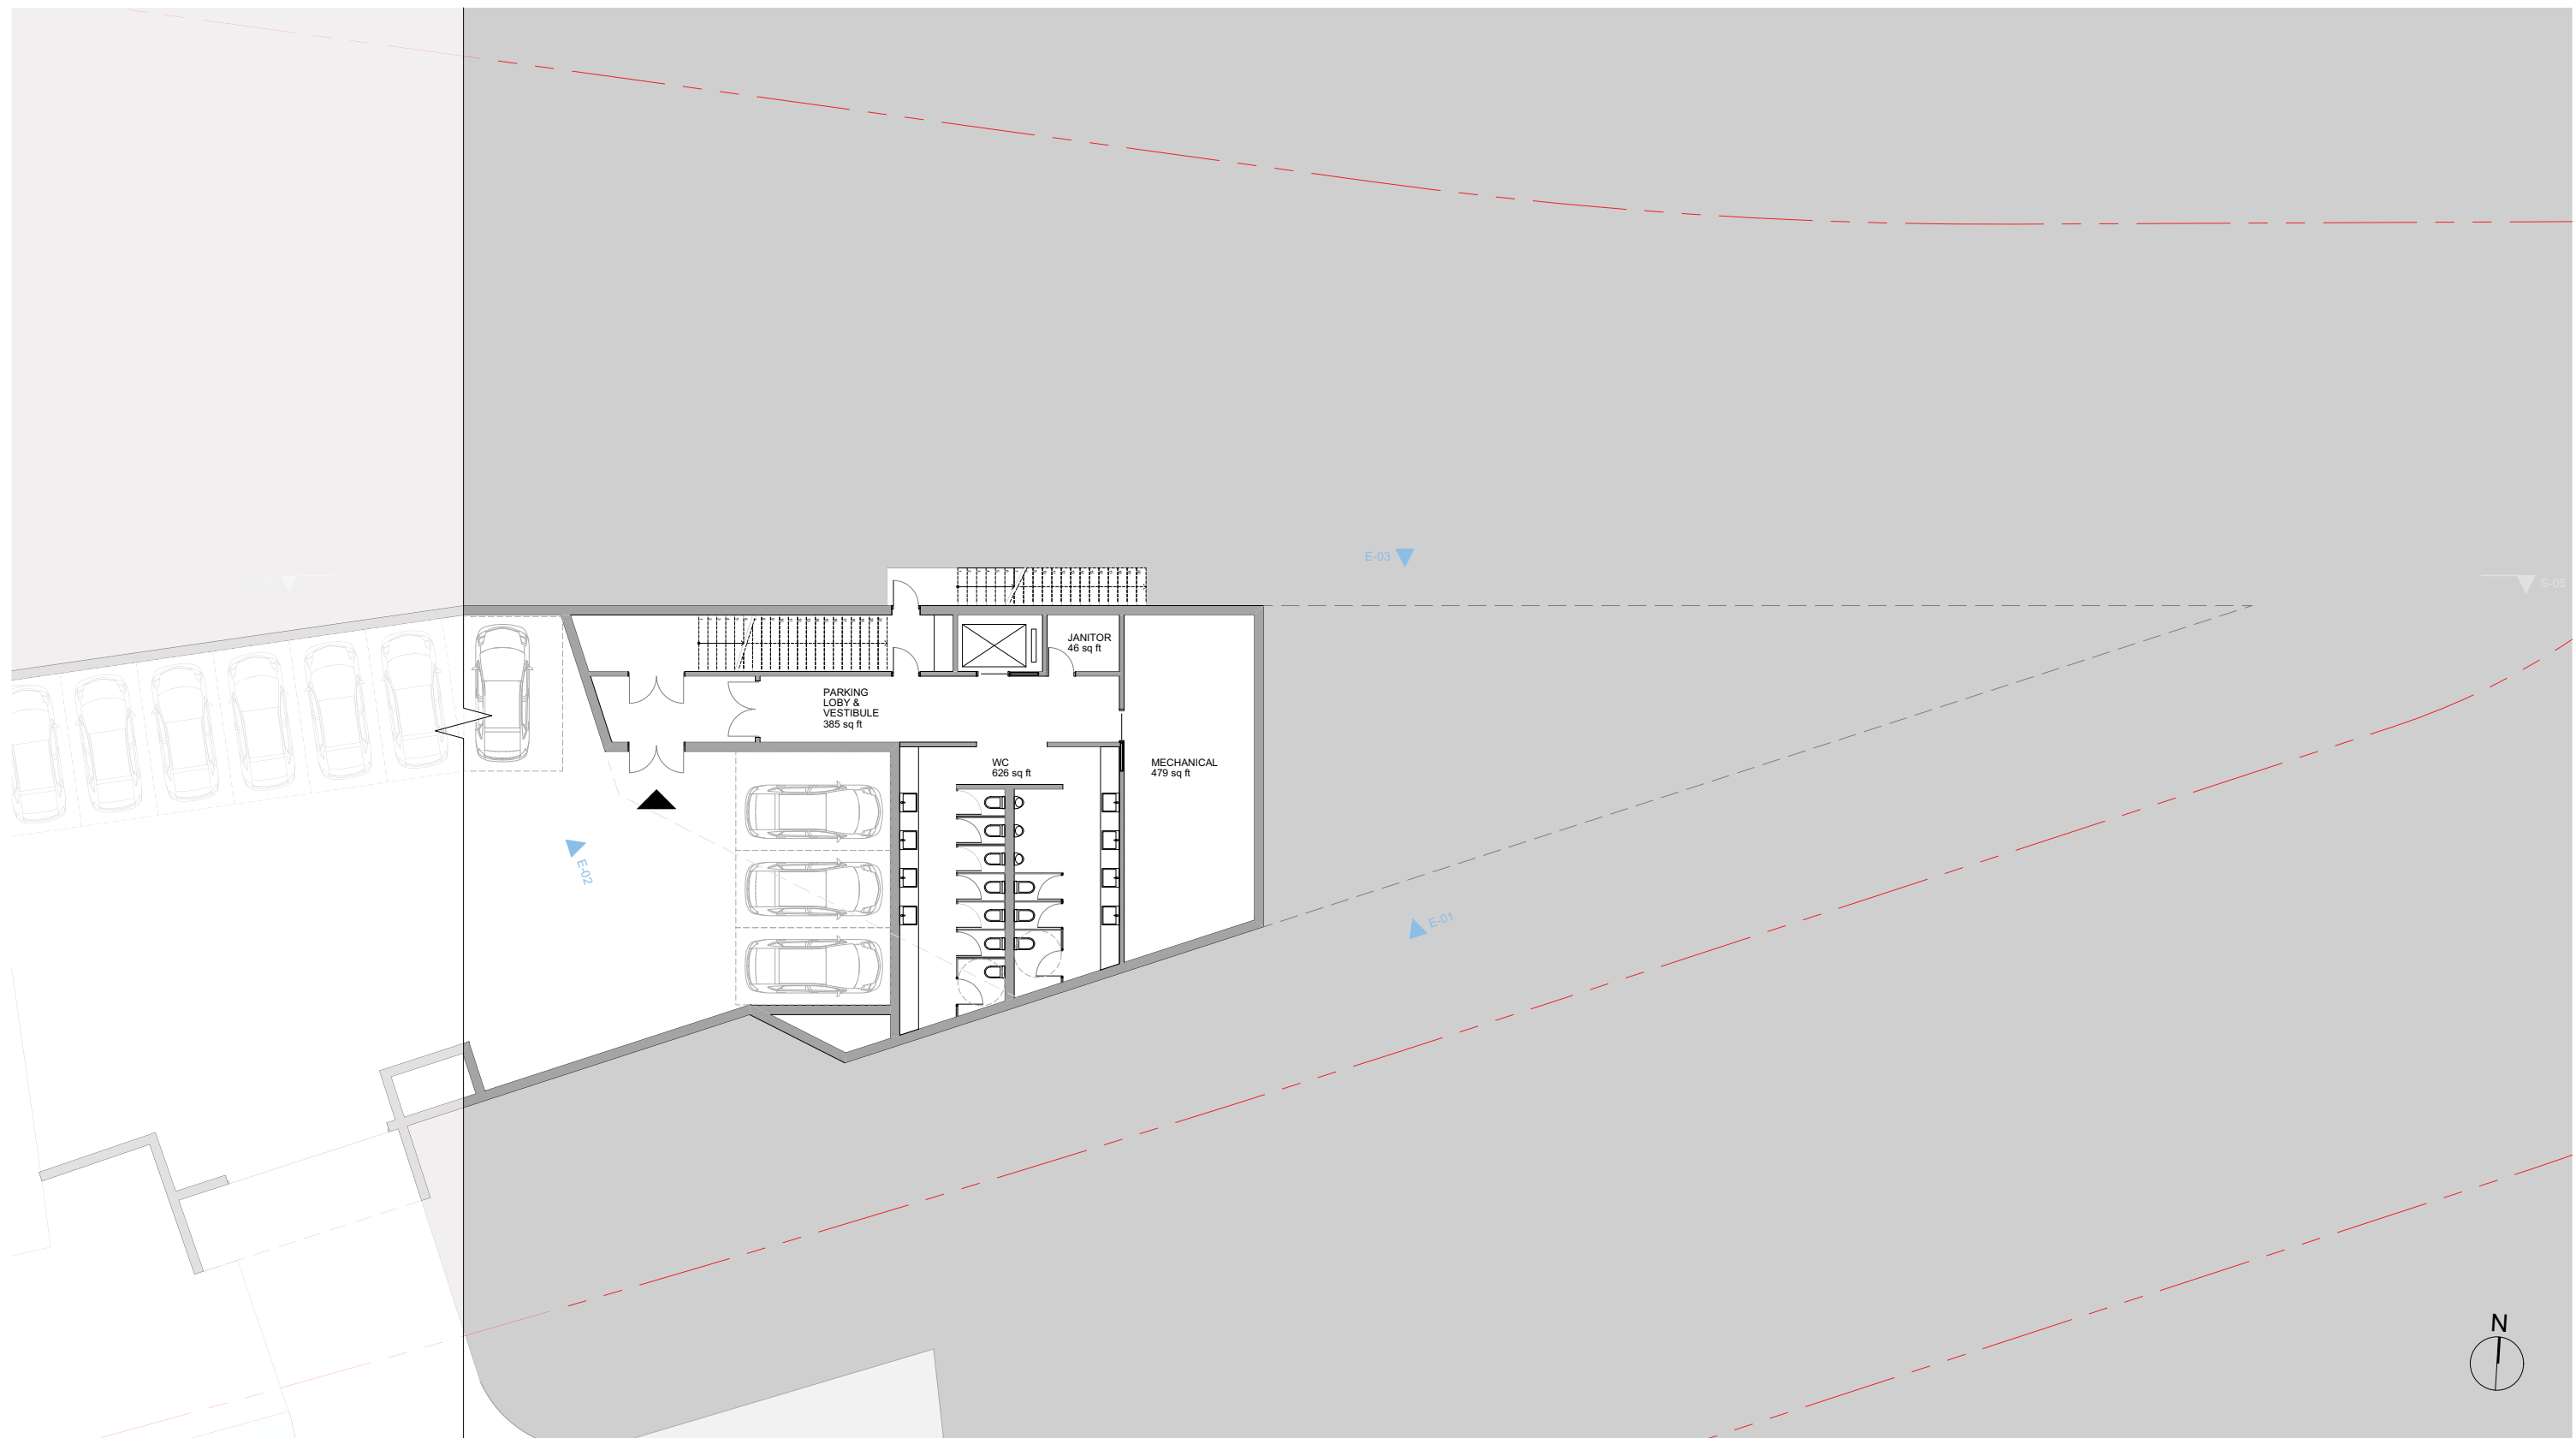 E-03
S-05
JANITOR
46 sq ft
PARKING
LOBY &
VESTIBULE
385 sq ft
WC
626 sq ft
MECHANICAL
479 sq ft
E-02
E-01
N